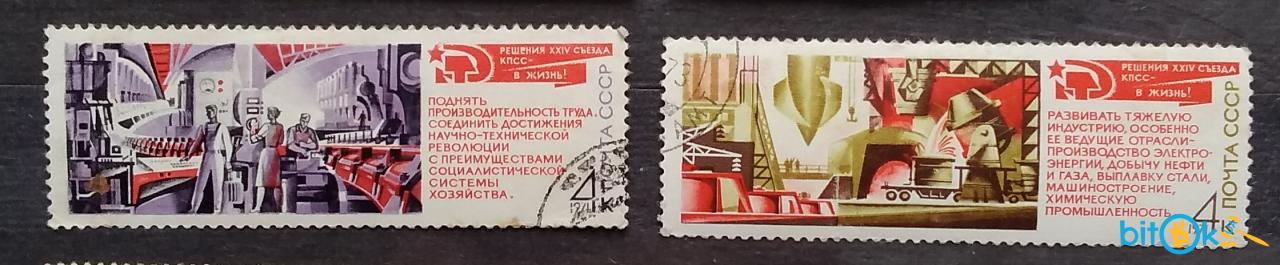 РЕШЕНИЯ XXIV СЪЕЗДА
КПСС-
В ЖИЗНЬ!
ПОДНЯТЬ
ПРОИЗВОДИТЕЛЬНОСТЬ ТРУДА.
СОЕДИНИТЬ ДОСТИЖЕНИЯ
НАУЧНО-ТЕХНИЧЕСКОЙ
РЕВОЛЮЦИИ
С ПРЕИМУЩЕСТВАМИ
СОЦИАЛИСТИЧЕСКОЙ
СИСТЕМЫ
ХОЗЯЙСТВА.
ПОЧТА СССР
4
РЕШЕНИЯ XXIV СЪЕЗДА
КПСС-
В ЖИЗНЬ!
РАЗВИВАТЬ ТЯЖЕЛУЮ
ИНДУСТРИЮ, ОСОБЕННО
ЕЕ ВЕДУЩИЕ ОТРАСЛИ-
ПРОИЗВОДСТВО ЭЛЕКТРО-
ЭНЕРГИИ, ДОБЫЧУ НЕФТИ
И ГАЗА, ВЫПЛАВКУ СТАЛИ,
МАШИНОСТРОЕНИЕ,
ХИМИЧЕСКУЮ
ПРОМЫШЛЕННОСТЬ
ПОЧТА СССР
4к
bitOk